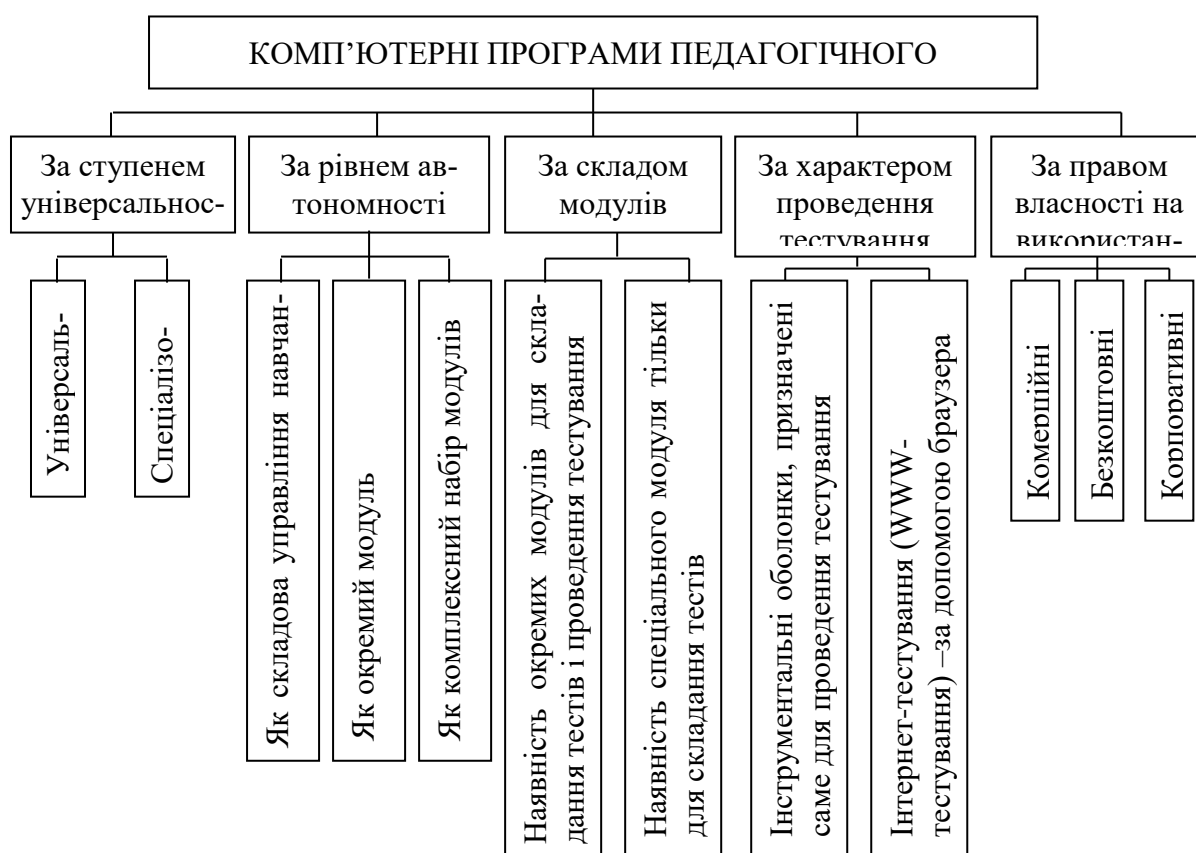 КОМП’ЮТЕРНІ ПРОГРАМИ ПЕДАГОГІЧНОГО
За ступенем
універсальнос-
За рівнем ав-
тономності
За складом
модулів
За характером
проведення
тестування
За правом
власності на
використан-
Універсаль-
Спеціалізо-
Як складова управління навчан-
Як окремий модуль
Як комплексний набір модулів
Наявність окремих модулів для скла-
дання тестів і проведення тестування
Наявність спеціального модуля тільки
для складання тестів
Інструментальні оболонки, призначені
саме для проведення тестування
Інтернет-тестування (WWW-
тестування) –за допомогою браузера
Комерційні
Безкоштовні
Корпоративні